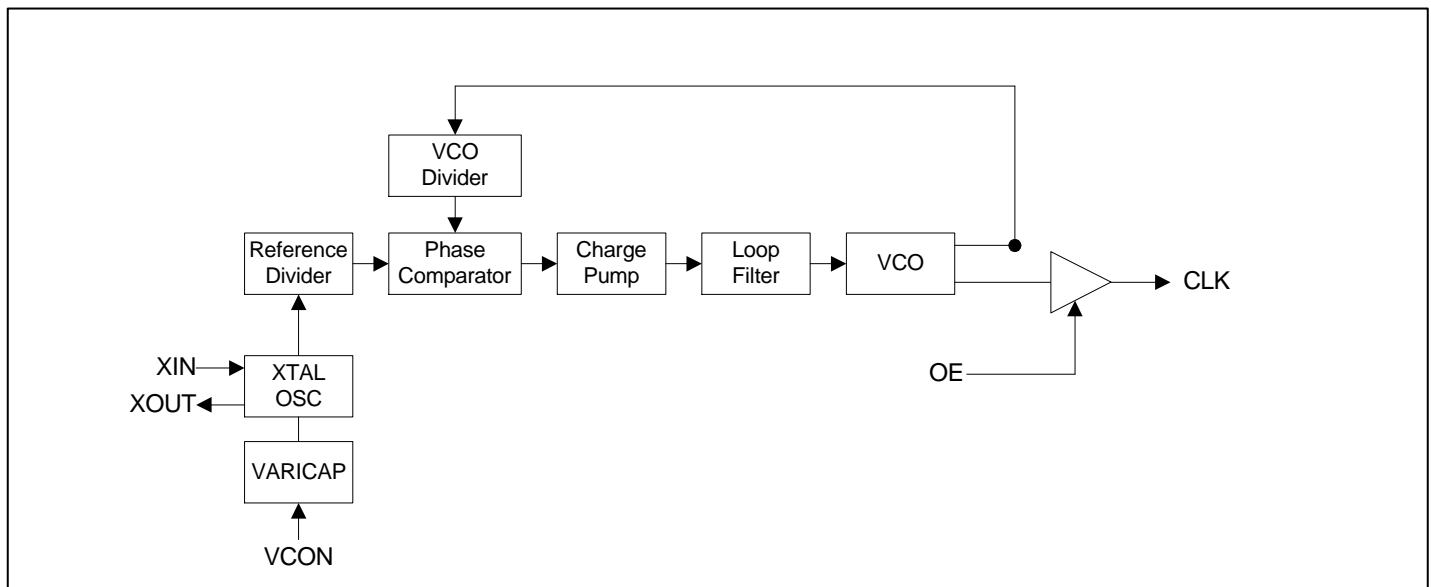 VCO
Divider
Reference
Divider
Phase
Comparator
Charge
Pump
Loop
Filter
VCO
CLK
XIN
XOUT
XTAL
OSC
OE
VARICAP
VCON